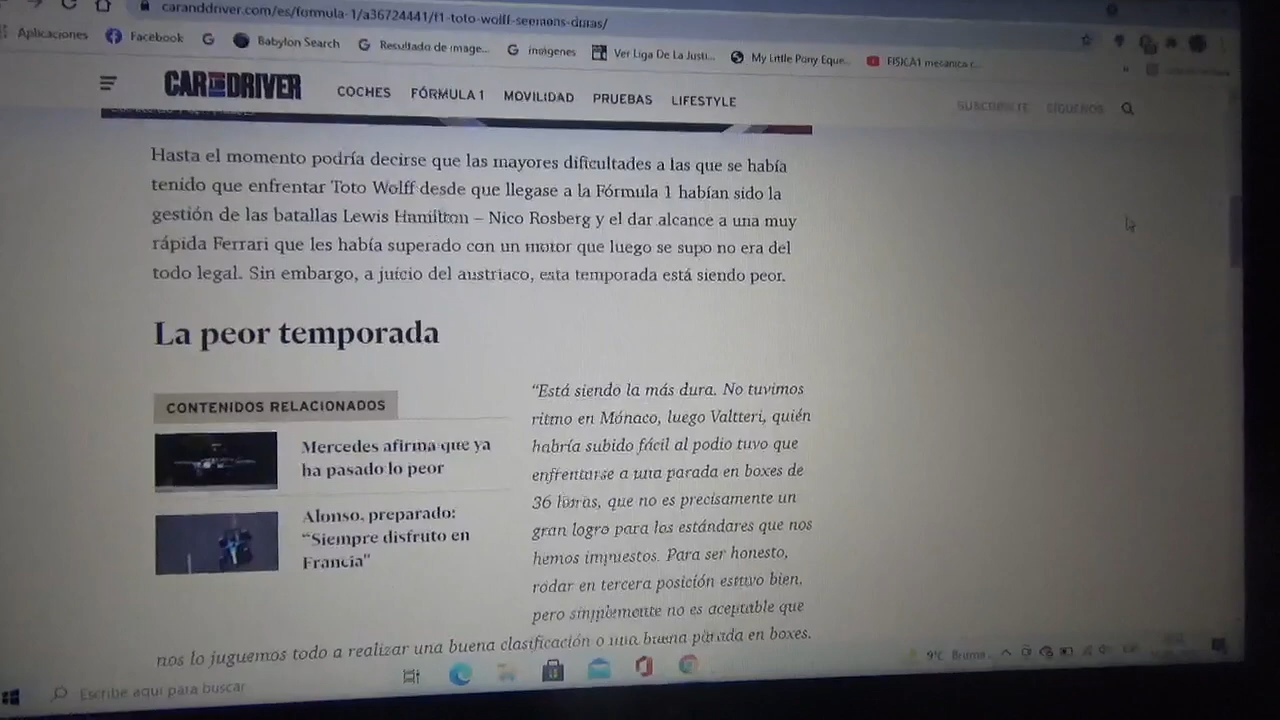 caranddriver.com/es/formula-1/a36724441/f1-toto-wolff-seemans-duras/
Aplicaciones Facebook Babylon Search Resultado de image... imágenes Ver Liga De La Justi... My Little Pony Eque... FISICA1 mecanica c...
CAR AND DRIVER COCHES FÓRMULA 1 MOVILIDAD PRUEBAS LIFESTYLE SUSCRÍBETE SÍGUENOS
Hasta el momento podría decirse que las mayores dificultades a las que se había
tenido que enfrentar Toto Wolff desde que llegase a la Fórmula 1 habían sido la
gestión de las batallas Lewis Hamilton – Nico Rosberg y el dar alcance a una muy
rápida Ferrari que les había superado con un motor que luego se supo no era del
todo legal. Sin embargo, a juicio del austriaco, esta temporada está siendo peor.
La peor temporada
CONTENIDOS RELACIONADOS
Mercedes afirma que ya
ha pasado lo peor
Alonso, preparado:
“Siempre disfruto en
Francia”
“Está siendo la más dura. No tuvimos
ritmo en Mónaco, luego Valtteri, quién
habría subido fácil al podio tuvo que
enfrentarse a una parada en boxes de
36 horas, que no es precisamente un
gran logro para los estándares que nos
hemos impuestos. Para ser honesto,
rodar en tercera posición estuvo bien,
pero simplemente no es aceptable que
nos lo juguemos todo a realizar una buena clasificación o una buena parada en boxes.
Escribe aquí para buscar 9°C Bruma